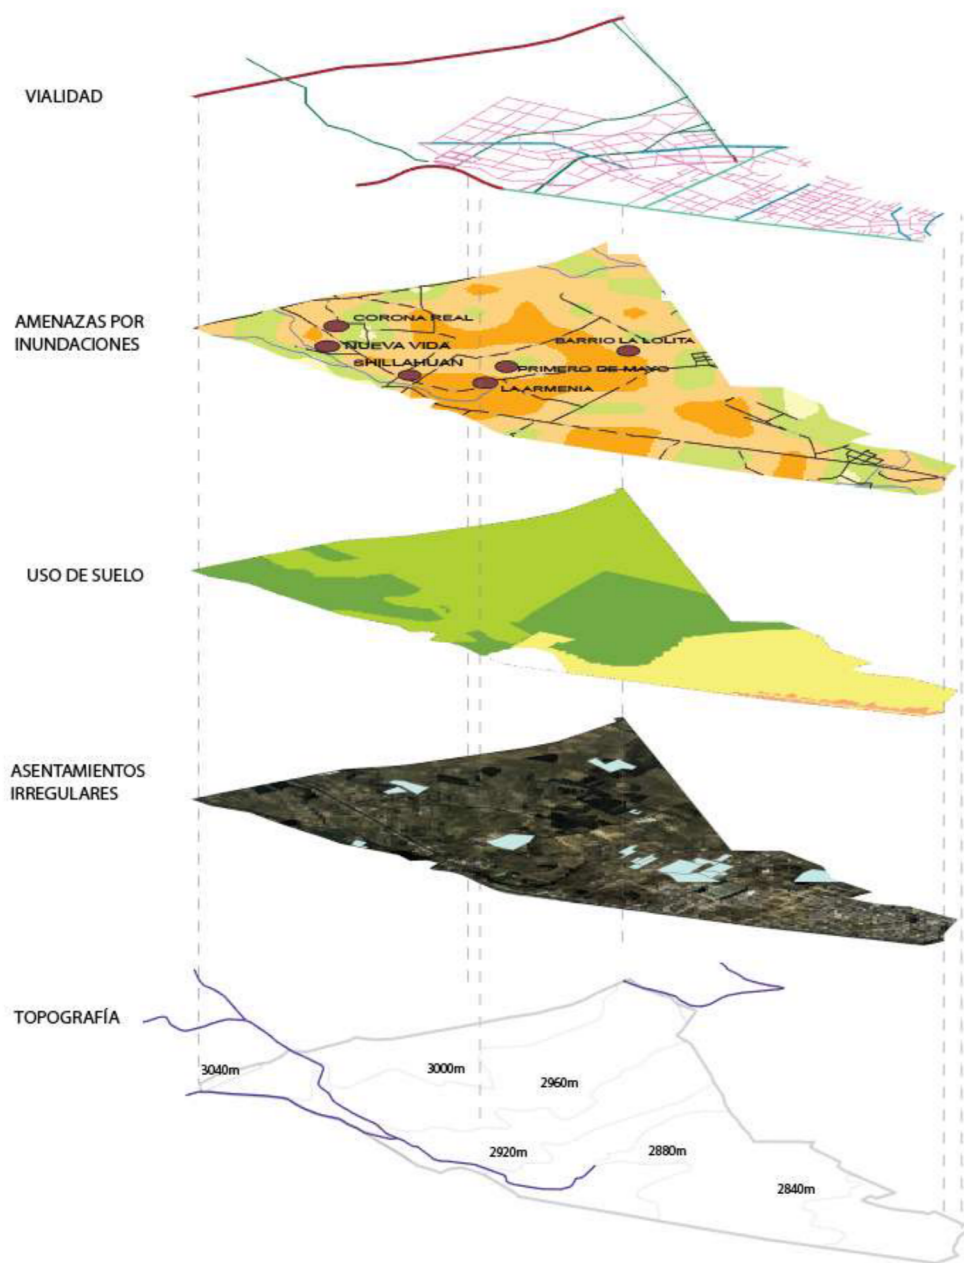 VIALIDAD
AMENAZAS POR
INUNDACIONES
CORONA REAL
NUEVA VIDA
BARRIO LA LOLITA
SHILLAHUAN
PRIMERO DE MAYO
LA ARMENIA
USO DE SUELO
ASENTAMIENTOS
IRREGULARES
TOPOGRAFÍA
3040m
3000m
2960m
2920m
2880m
2840m